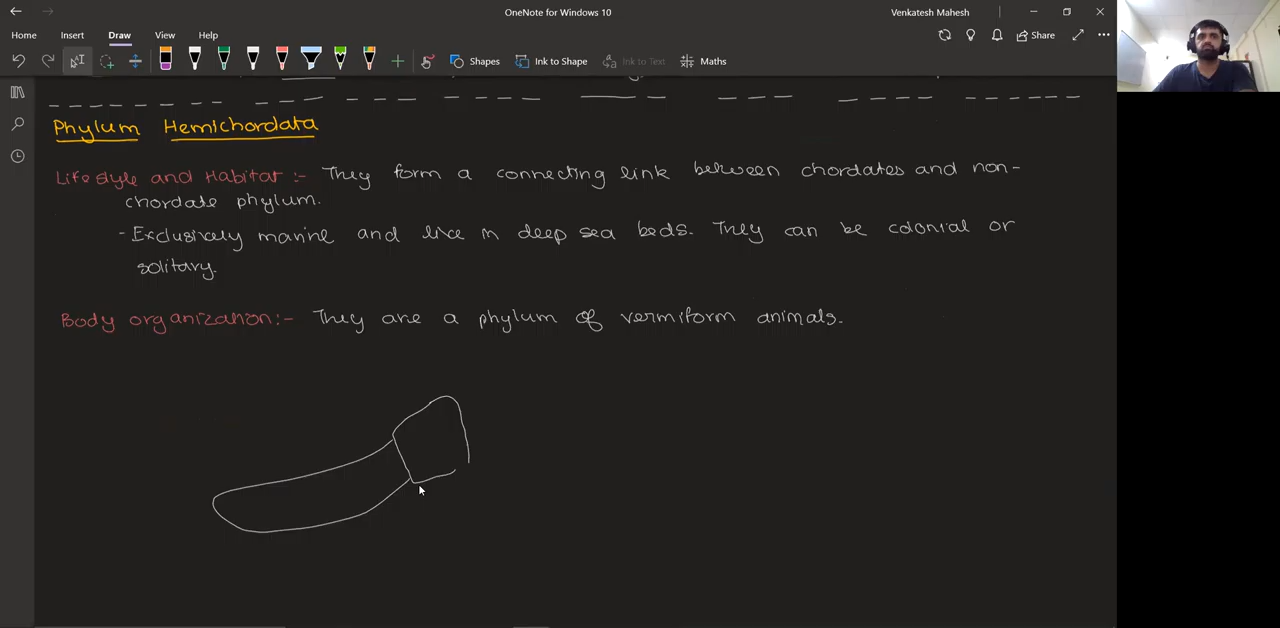 OneNote for Windows 10
Venkatesh Mahesh
Home Insert Draw View Help
Share
Shapes Ink to Shape Ink to Text Maths
Phylum Hemichordata
Lifestyle and Habitat :- They form a connecting link between chordates and non-
chordate phylum.
- Exclusively marine and live in deep sea beds. They can be colonial or
solitary.
Body organization :- They are a phylum of vermiform animals.